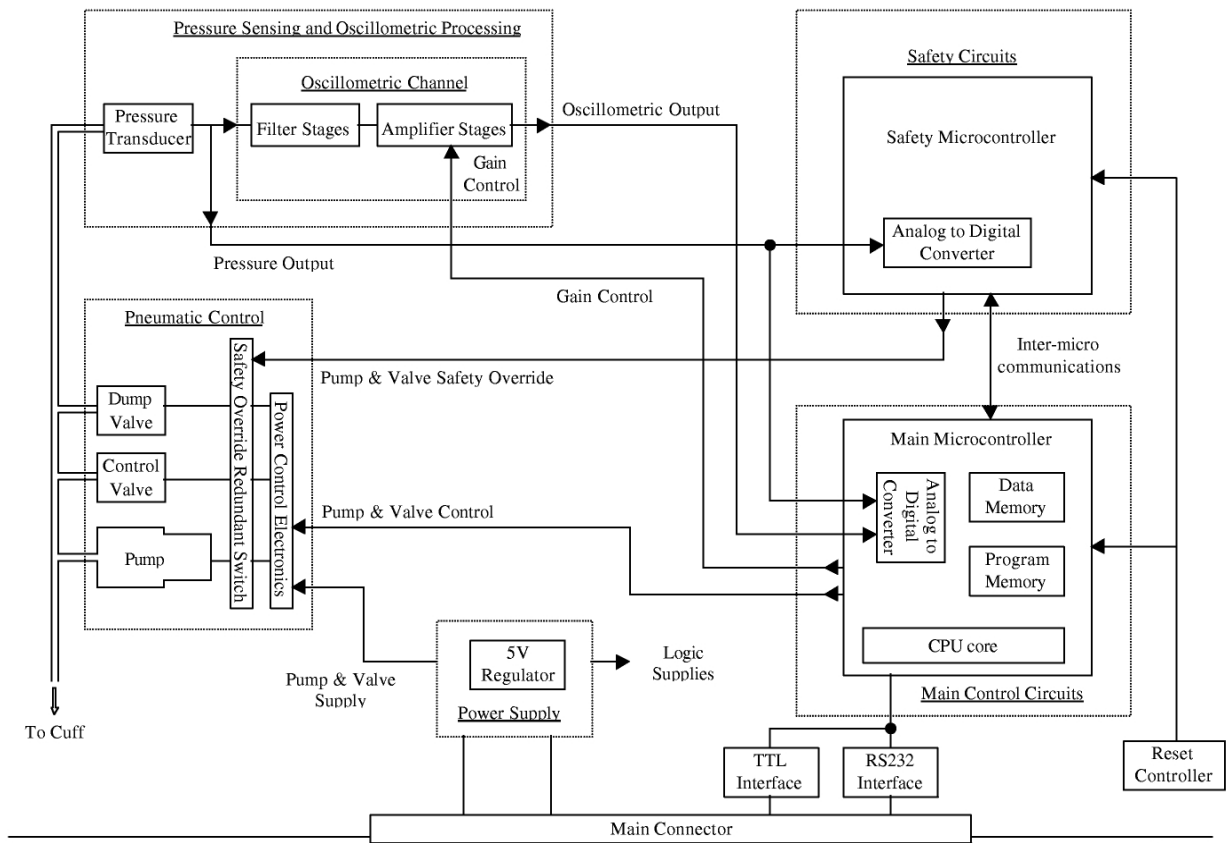 Pressure Sensing and Oscillometric Processing
Oscillometric Channel
Pressure
Transducer
Filter Stages
Amplifier Stages
Gain
Control
Oscillometric Output
Pressure Output
Gain Control
Safety Circuits
Safety Microcontroller
Analog to Digital
Converter
Pneumatic Control
Safety Override Redundant Switch
Power Control Electronics
Dump
Valve
Control
Valve
Pump
Pump & Valve Safety Override
Pump & Valve Control
Inter-micro
communications
Main Microcontroller
Analog to
Digital
Converter
Data
Memory
Program
Memory
CPU core
Main Control Circuits
5V
Regulator
Power Supply
Logic
Supplies
Pump & Valve
Supply
To Cuff
TTL
Interface
RS232
Interface
Reset
Controller
Main Connector